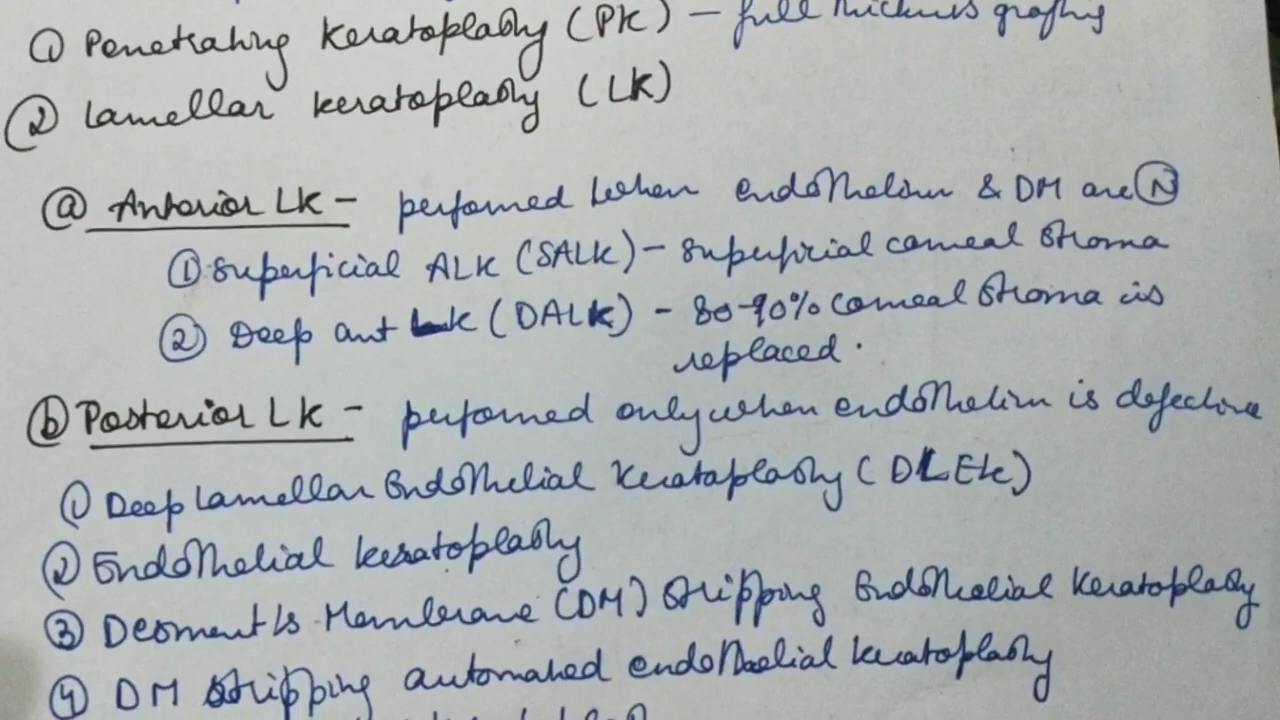 ① Penetrating Keratoplasty (PK) – full thickness grafting
② Lamellar keratoplasty (LK)
ⓐ Anterior LK – performed when endothelium & DM are Ⓝ
① Superficial ALK (SALK) – Superficial corneal stroma
② Deep ant LK (DALK) – 80-90% corneal stroma is
replaced.
ⓑ Posterior LK – performed only when endothelium is defective
① Deep Lamellar Endothelial Keratoplasty (DLEK)
② Endothelial keratoplasty
③ Desment's Membrane (DM) stripping Endothelial Keratoplasty
④ DM stripping automated endothelial keratoplasty